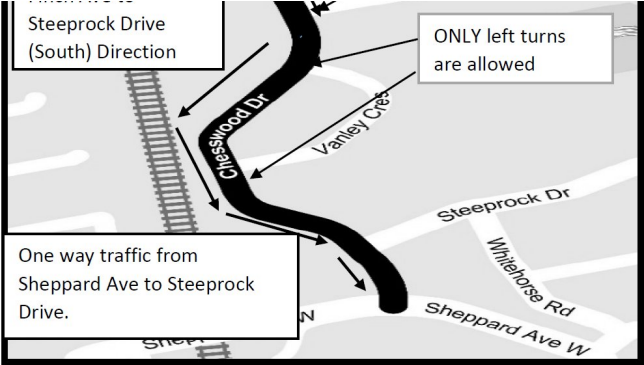 Steeprock Drive
(South) Direction
ONLY left turns
are allowed
Chesswood Dr
Vanley Cres
Steeprock Dr
Whitehorse Rd
One way traffic from
Sheppard Ave to Steeprock
Drive.
W
Sheppard Ave W